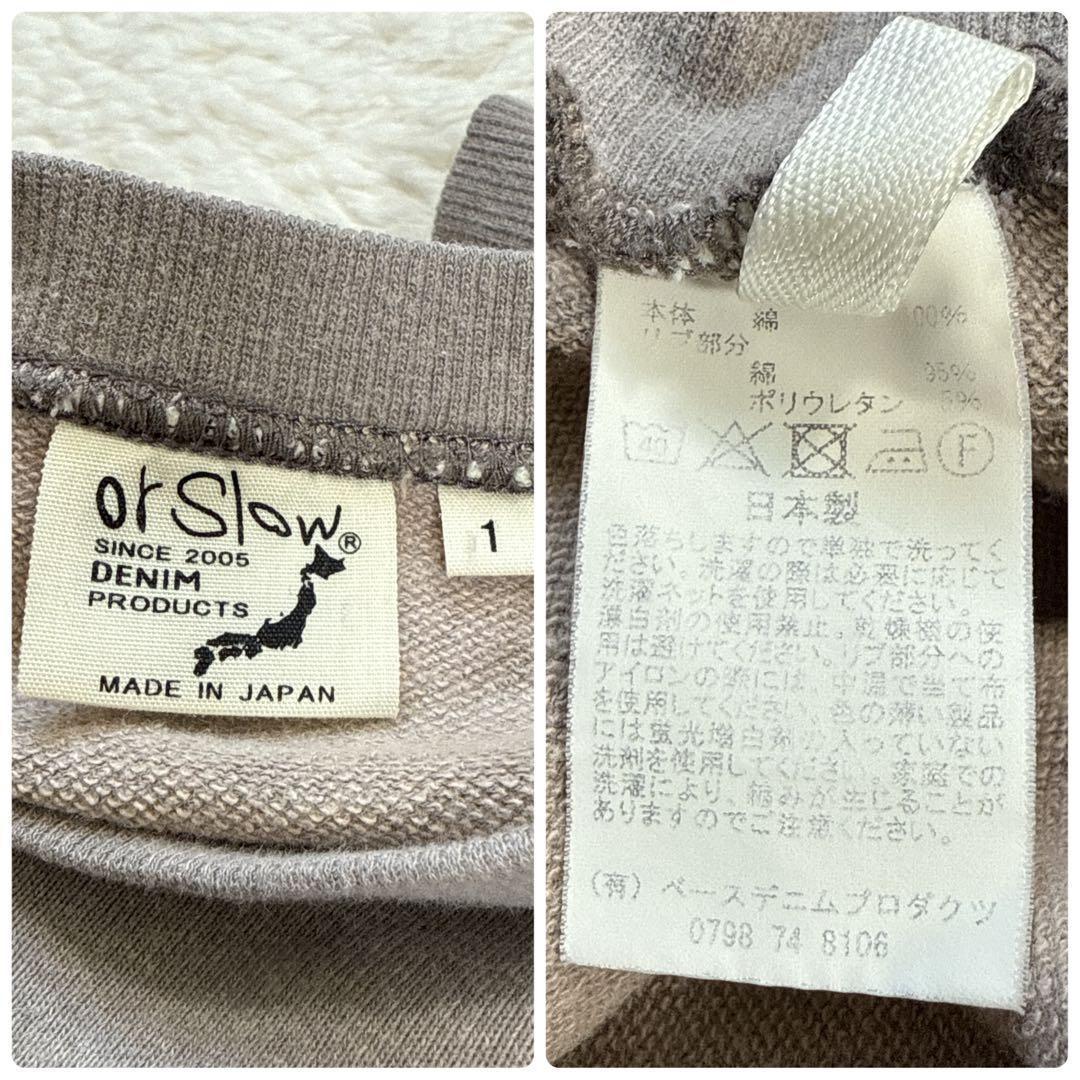 or Slow®
SINCE 2005
DENIM
PRODUCTS
MADE IN JAPAN
1
本体 綿 100%
リブ部分
綿 95%
ポリウレタン 5%
40
F
日本製
色落ちしますので単独で洗ってく
ださい。洗濯の際は必要に応じて
洗濯ネットを使用してください。
漂白剤の使用禁止。乾燥機の使
用は避けてください。リブ部分への
アイロンの際には、中温で当て布
を使用してください。色の薄い製品
には蛍光増白剤の入っていない
洗剤を使用してください。家庭での
洗濯により、縮みが生じることが
ありますのでご注意ください。
(有) ベースデニムプロダクツ
0798 74 8106